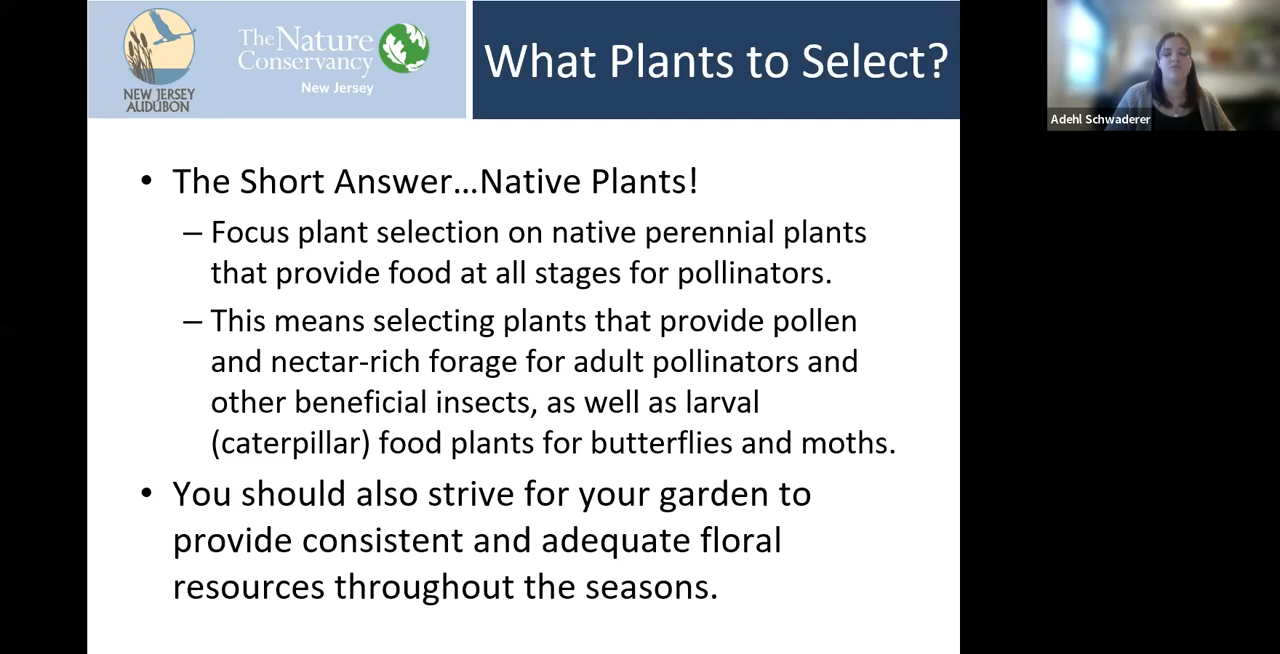 NEW JERSEY
AUDUBON
The Nature
Conservancy
New Jersey
What Plants to Select?
Adehl Schwaderer
• The Short Answer...Native Plants!
– Focus plant selection on native perennial plants
that provide food at all stages for pollinators.
– This means selecting plants that provide pollen
and nectar-rich forage for adult pollinators and
other beneficial insects, as well as larval
(caterpillar) food plants for butterflies and moths.
• You should also strive for your garden to
provide consistent and adequate floral
resources throughout the seasons.